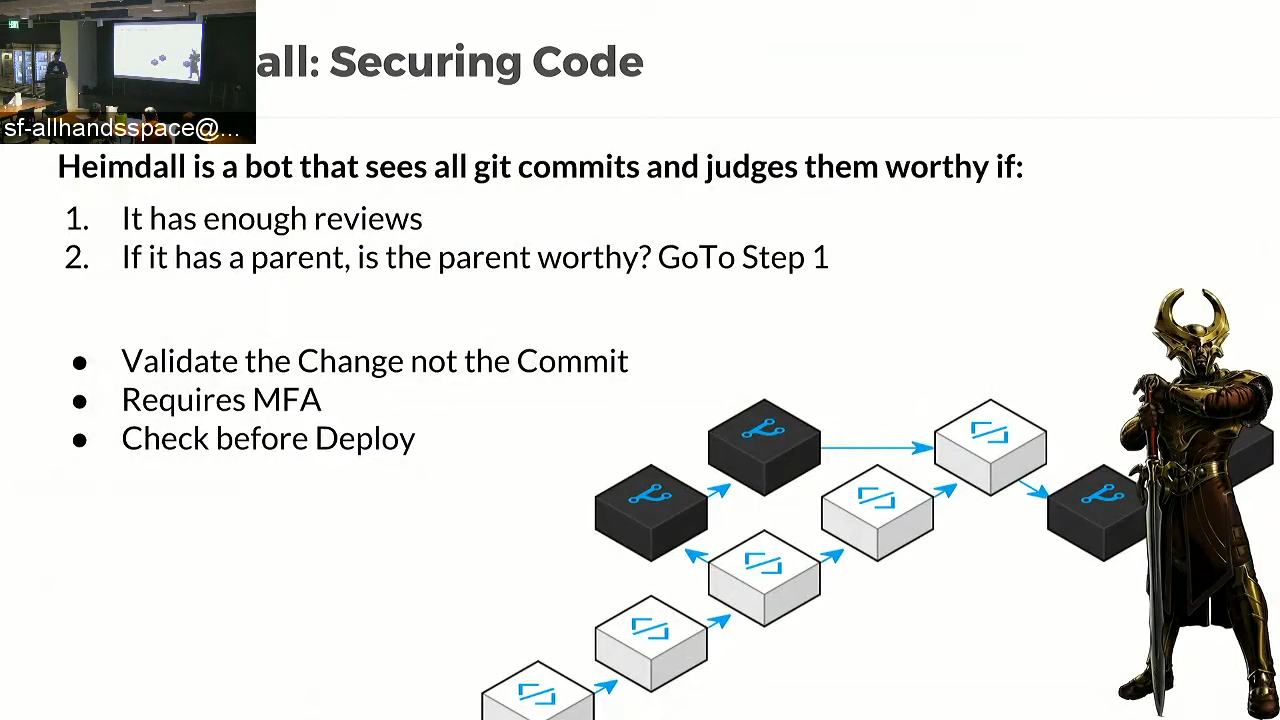 all: Securing Code
sf-allhandsspace@...
Heimdall is a bot that sees all git commits and judges them worthy if:
1. It has enough reviews
2. If it has a parent, is the parent worthy? GoTo Step 1
● Validate the Change not the Commit
● Requires MFA
● Check before Deploy